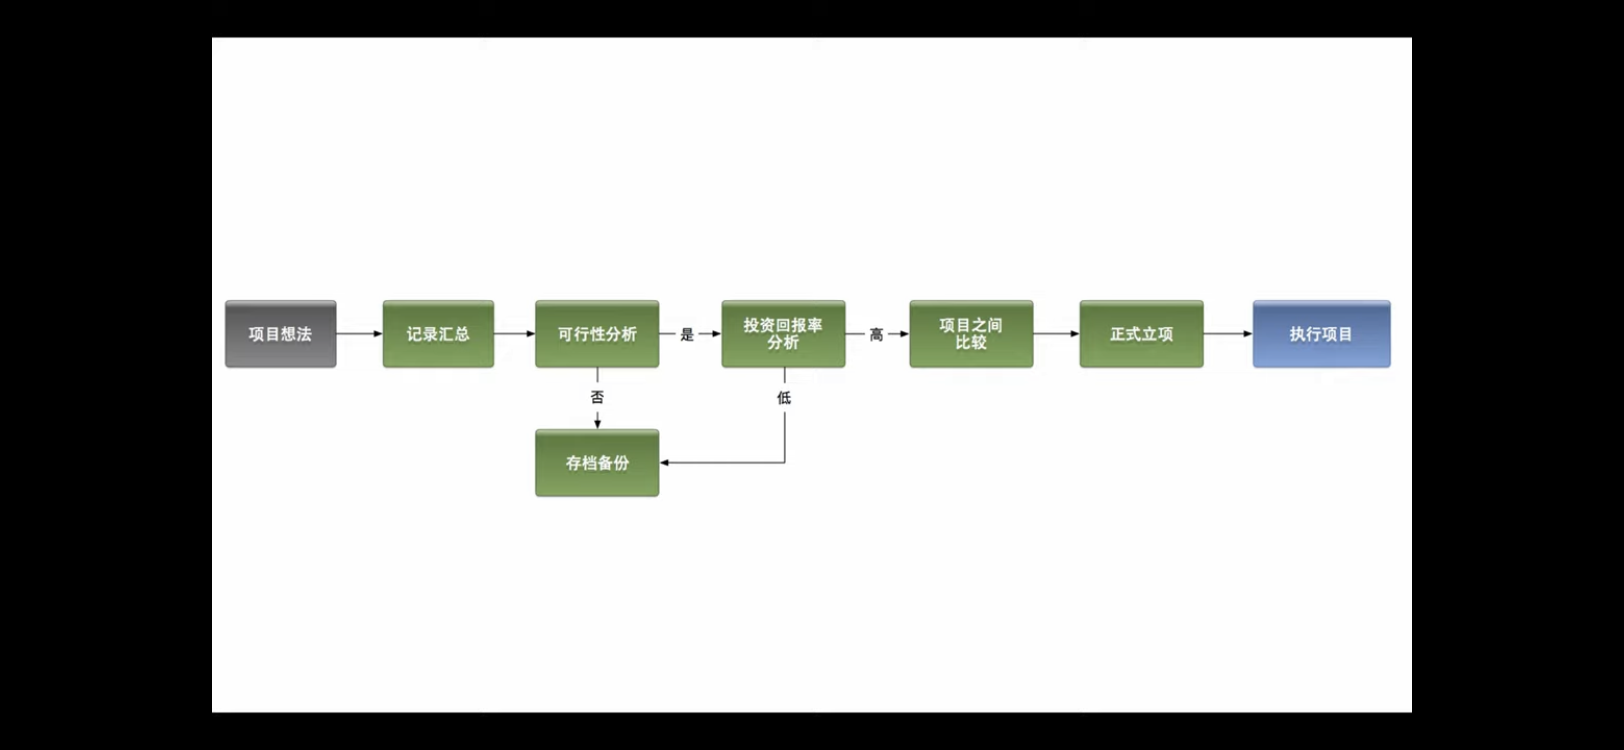 项目想法
记录汇总
可行性分析
是
投资回报率
分析
高
项目之间
比较
正式立项
执行项目
否
低
存档备份